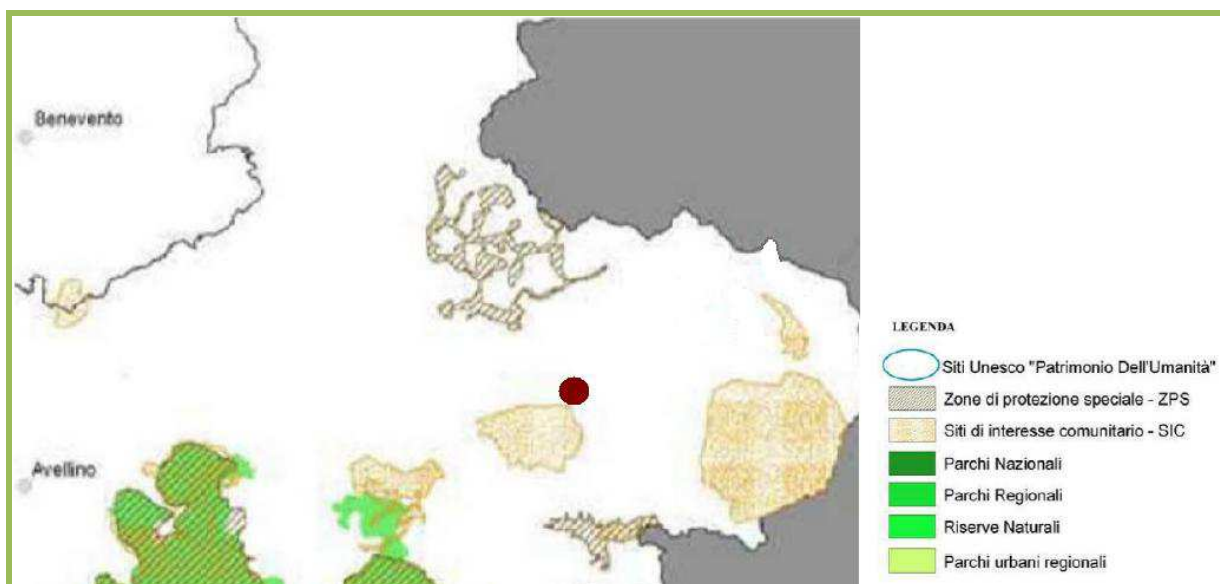 Benevento
Avellino
LEGENDA
Siti Unesco "Patrimonio Dell'Umanità"
Zone di protezione speciale - ZPS
Siti di interesse comunitario - SIC
Parchi Nazionali
Parchi Regionali
Riserve Naturali
Parchi urbani regionali